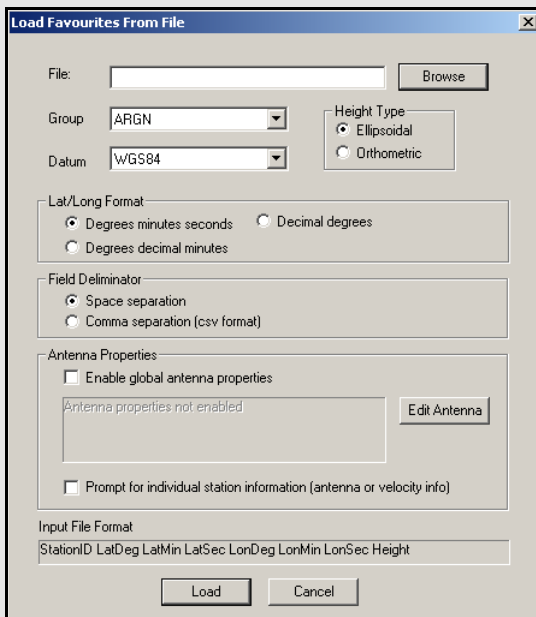 Load Favourites From File
File:
Browse
Group
ARGN
Height Type
Ellipsoidal
Datum
WGS84
Orthometric
Lat/Long Format
Degrees minutes seconds
Decimal degrees
Degrees decimal minutes
Field Deliminator
Space separation
Comma separation (csv format)
Antenna Properties
Enable global antenna properties
Antenna properties not enabled
Edit Antenna
Prompt for individual station information (antenna or velocity info)
Input File Format
StationID LatDeg LatMin LatSec LonDeg LonMin LonSec Height
Load
Cancel